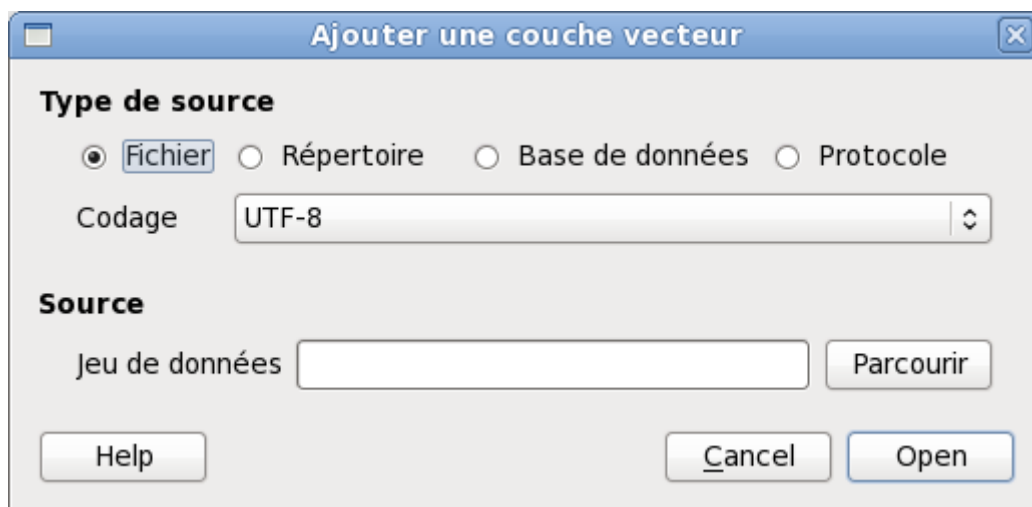 Ajouter une couche vecteur
Type de source
Fichier Répertoire Base de données Protocole
Codage UTF-8
Source
Jeu de données Parcourir
Help Cancel Open